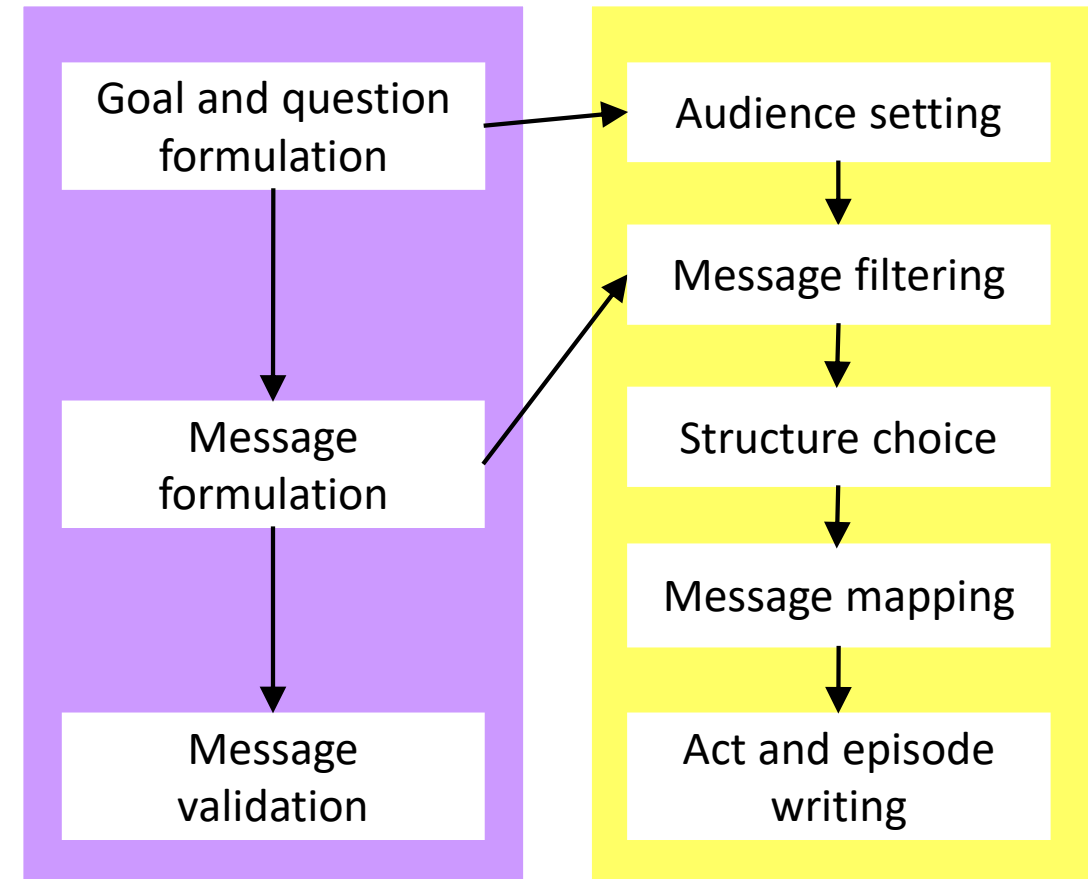 Goal and question
formulation
Message
formulation
Message
validation
Audience setting
Message filtering
Structure choice
Message mapping
Act and episode
writing